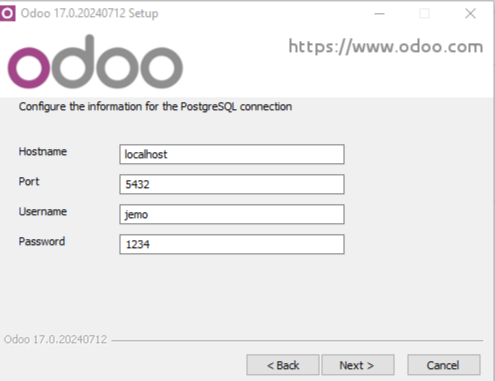 Odoo 17.0.20240712 Setup
odoo
https://www.odoo.com
Configure the information for the PostgreSQL connection
Hostname localhost
Port 5432
Username jemo
Password 1234
Odoo 17.0.20240712
< Back Next > Cancel